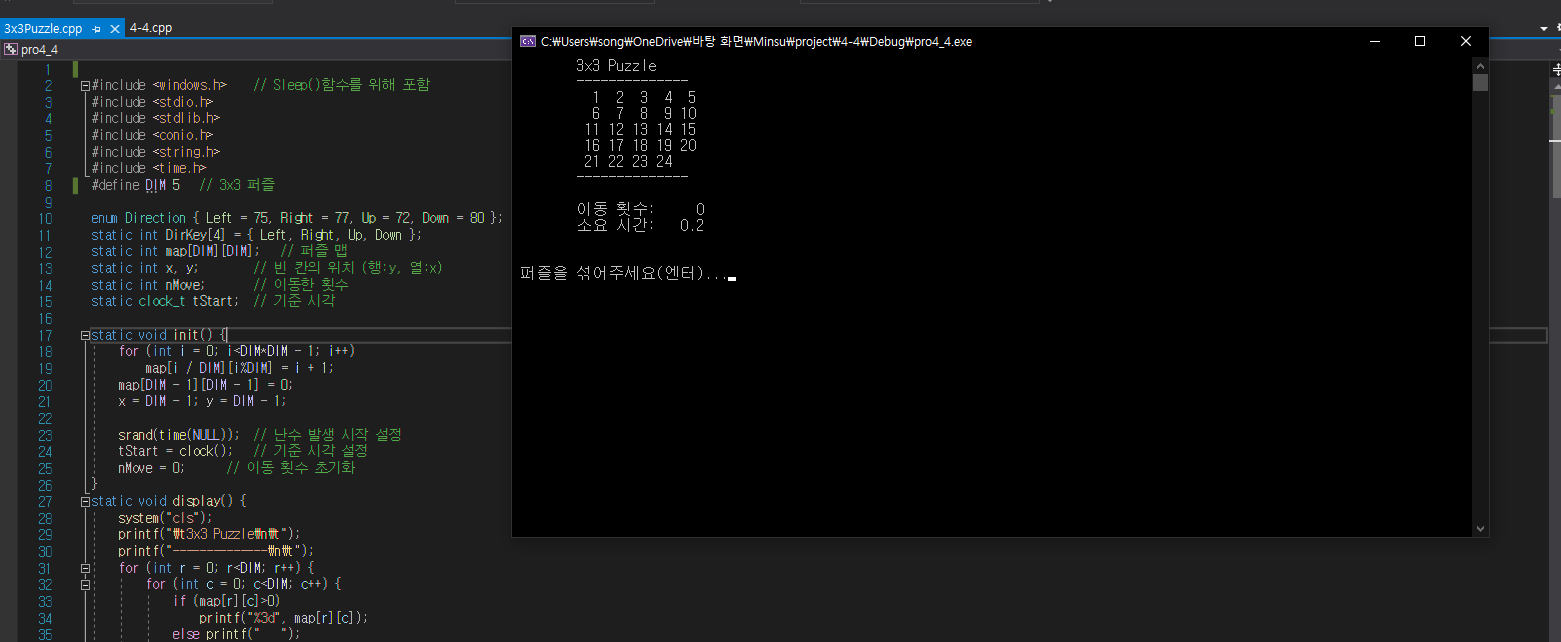 3x3Puzzle.cpp
4-4.cpp
pro4_4
1
2 #include <windows.h> // Sleep()함수를 위해 포함
3 #include <stdio.h>
4 #include <stdlib.h>
5 #include <conio.h>
6 #include <string.h>
7 #include <time.h>
8 #define DIM 5 // 3x3 퍼즐
9
10 enum Direction { Left = 75, Right = 77, Up = 72, Down = 80 };
11 static int DirKey[4] = { Left, Right, Up, Down };
12 static int map[DIM][DIM]; // 퍼즐 맵
13 static int x, y; // 빈 칸의 위치 (행:y, 열:x)
14 static int nMove; // 이동한 횟수
15 static clock_t tStart; // 기준 시각
16
17 static void init() {
18 for (int i = 0; i<DIM*DIM - 1; i++)
19 map[i / DIM][i%DIM] = i + 1;
20 map[DIM - 1][DIM - 1] = 0;
21 x = DIM - 1; y = DIM - 1;
22
23 srand(time(NULL)); // 난수 발생 시작 설정
24 tStart = clock(); // 기준 시각 설정
25 nMove = 0; // 이동 횟수 초기화
26 }
27 static void display() {
28 system("cls");
29 printf("₩t3x3 Puzzle₩n₩t");
30 printf("--------------₩n₩t");
31 for (int r = 0; r<DIM; r++) {
32 for (int c = 0; c<DIM; c++) {
33 if (map[r][c]>0)
34 printf("%3d", map[r][c]);
35 else printf("   ");
C:₩Users₩song₩OneDrive₩바탕 화면₩Minsu₩project₩4-4₩Debug₩pro4_4.exe
3x3 Puzzle
--------------
1 2 3 4 5
6 7 8 9 10
11 12 13 14 15
16 17 18 19 20
21 22 23 24
--------------
이동 횟수: 0
소요 시간: 0.2
퍼즐을 섞어주세요(엔터)...